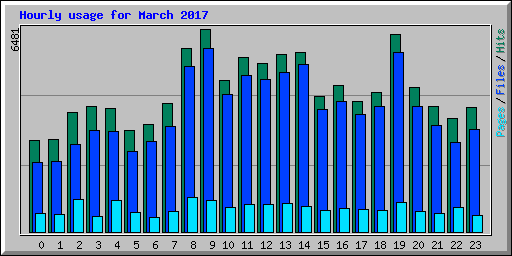 Hourly usage for March 2017
6481
Pages/Files/Hits
0 1 2 3 4 5 6 7 8 9 10 11 12 13 14 15 16 17 18 19 20 21 22 23